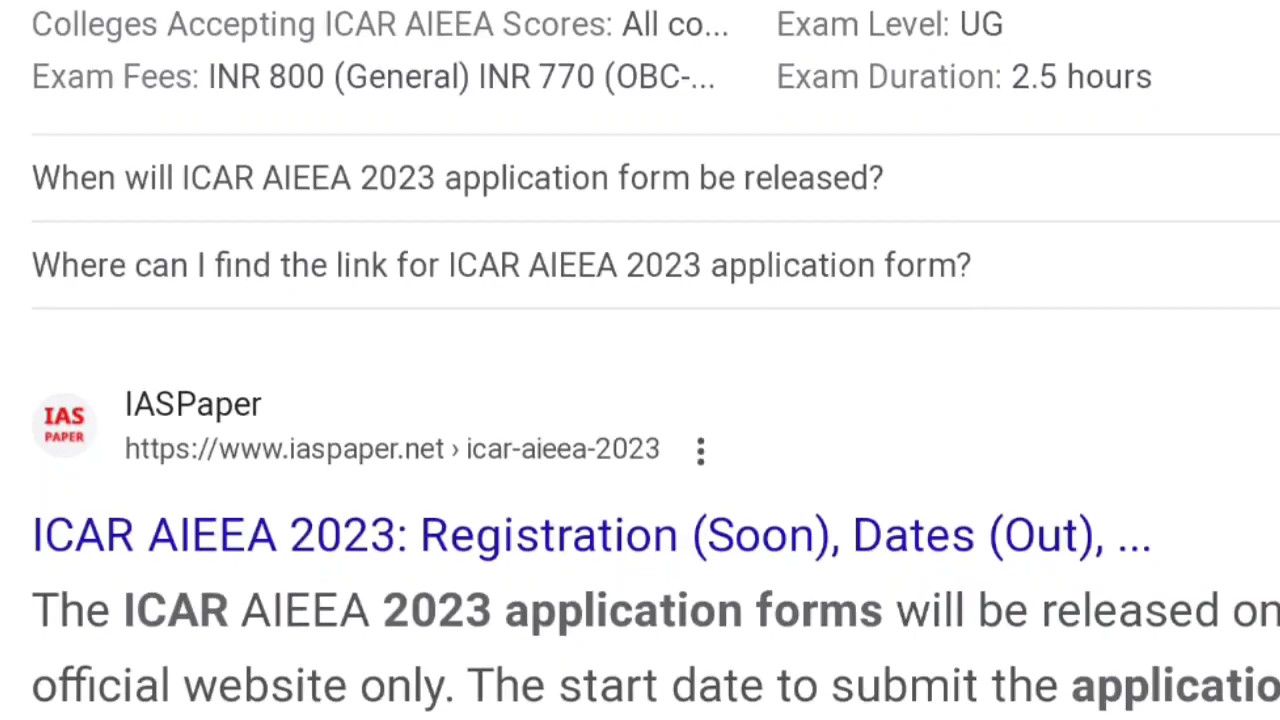 Colleges Accepting ICAR AIEEA Scores: All co... Exam Level: UG
Exam Fees: INR 800 (General) INR 770 (OBC-... Exam Duration: 2.5 hours
When will ICAR AIEEA 2023 application form be released?
Where can I find the link for ICAR AIEEA 2023 application form?
IAS
PAPER
IASPaper
https://www.iaspaper.net › icar-aieea-2023
ICAR AIEEA 2023: Registration (Soon), Dates (Out), ...
The ICAR AIEEA 2023 application forms will be released on
official website only. The start date to submit the applicatio